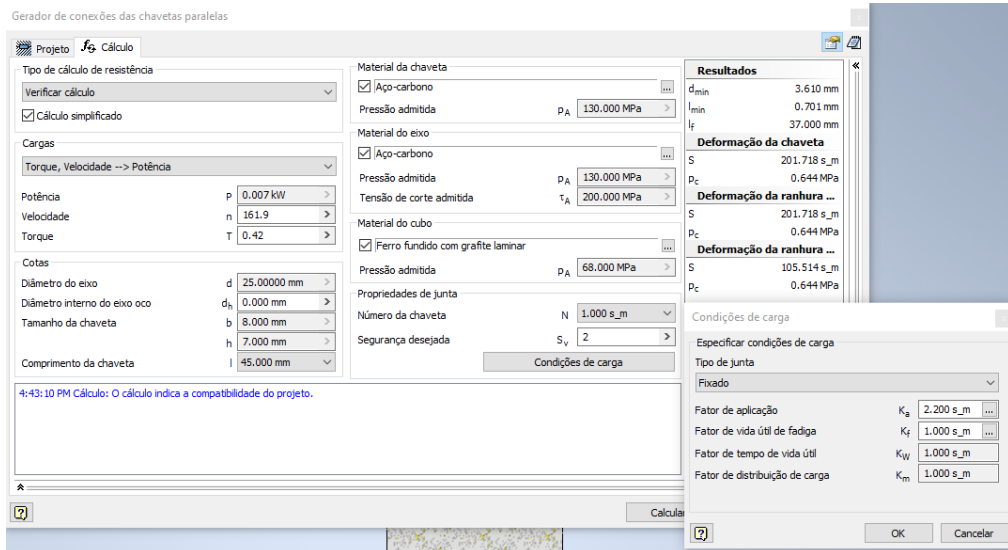 Gerador de conexões das chavetas paralelas
Projeto
Cálculo
Tipo de cálculo de resistência
Verificar cálculo
Cálculo simplificado
Cargas
Torque, Velocidade --> Potência
Potência P 0.007 kW
Velocidade n 161.9
Torque T 0.42
Cotas
Diâmetro do eixo d 25.00000 mm
Diâmetro interno do eixo oco dh 0.000 mm
Tamanho da chaveta b 8.000 mm
h 7.000 mm
Comprimento da chaveta l 45.000 mm
Material da chaveta
Aço-carbono ...
Pressão admitida pA 130.000 MPa
Material do eixo
Aço-carbono ...
Pressão admitida pA 130.000 MPa
Tensão de corte admitida τA 200.000 MPa
Material do cubo
Ferro fundido com grafite laminar ...
Pressão admitida pA 68.000 MPa
Propriedades de junta
Número da chaveta N 1.000 s_m
Segurança desejada Sv 2
Condições de carga
Resultados
dmin 3.610 mm
lmin 0.701 mm
lf 37.000 mm
Deformação da chaveta
S 201.718 s_m
pc 0.644 MPa
Deformação da ranhura ...
S 201.718 s_m
pc 0.644 MPa
Deformação da ranhura ...
S 105.514 s_m
pc 0.644 MPa
4:43:10 PM Cálculo: O cálculo indica a compatibilidade do projeto.
Calcular
Condições de carga
Especificar condições de carga
Tipo de junta
Fixado
Fator de aplicação Ka 2.200 s_m ...
Fator de vida útil de fadiga Kf 1.000 s_m ...
Fator de tempo de vida útil KW 1.000 s_m
Fator de distribuição de carga Km 1.000 s_m
OK
Cancelar